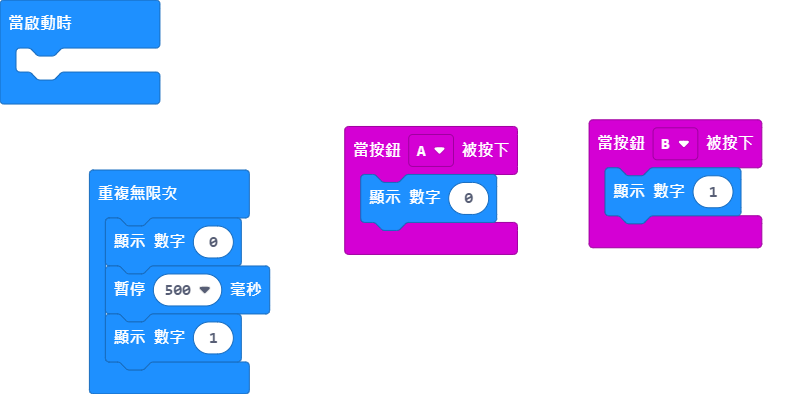 當啟動時
當按鈕 A 被按下
顯示 數字 0
當按鈕 B 被按下
顯示 數字 1
重複無限次
顯示 數字 0
暫停 500 毫秒
顯示 數字 1